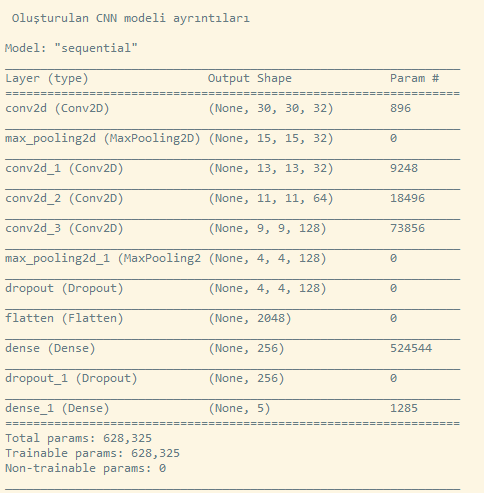 Oluşturulan CNN modeli ayrıntıları
Model: "sequential"
Layer (type) Output Shape Param #
conv2d (Conv2D) (None, 30, 30, 32) 896
max_pooling2d (MaxPooling2D) (None, 15, 15, 32) 0
conv2d_1 (Conv2D) (None, 13, 13, 32) 9248
conv2d_2 (Conv2D) (None, 11, 11, 64) 18496
conv2d_3 (Conv2D) (None, 9, 9, 128) 73856
max_pooling2d_1 (MaxPooling2 (None, 4, 4, 128) 0
dropout (Dropout) (None, 4, 4, 128) 0
flatten (Flatten) (None, 2048) 0
dense (Dense) (None, 256) 524544
dropout_1 (Dropout) (None, 256) 0
dense_1 (Dense) (None, 5) 1285
Total params: 628,325
Trainable params: 628,325
Non-trainable params: 0